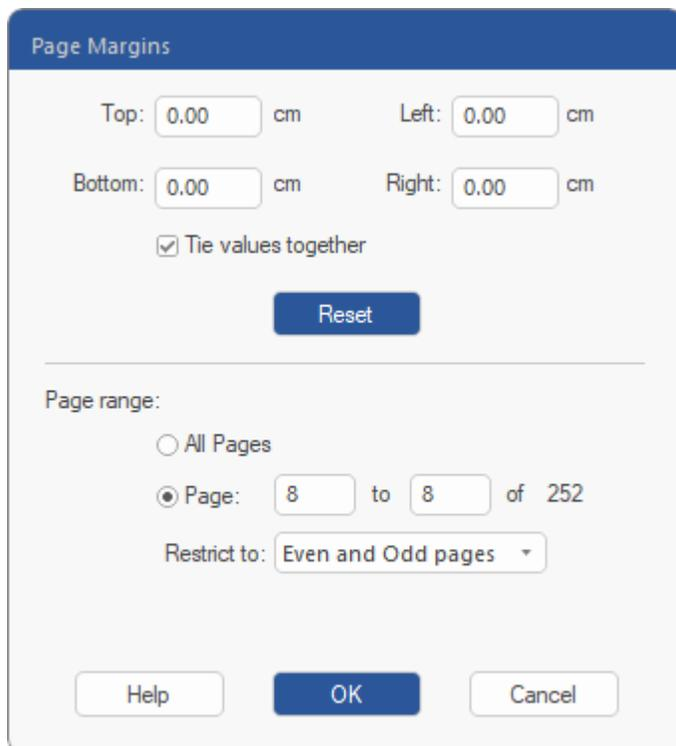 Page Margins
Top: 0.00 cm Left: 0.00 cm
Bottom: 0.00 cm Right: 0.00 cm
Tie values together
Reset
Page range:
All Pages
Page: 8 to 8 of 252
Restrict to: Even and Odd pages
Help OK Cancel